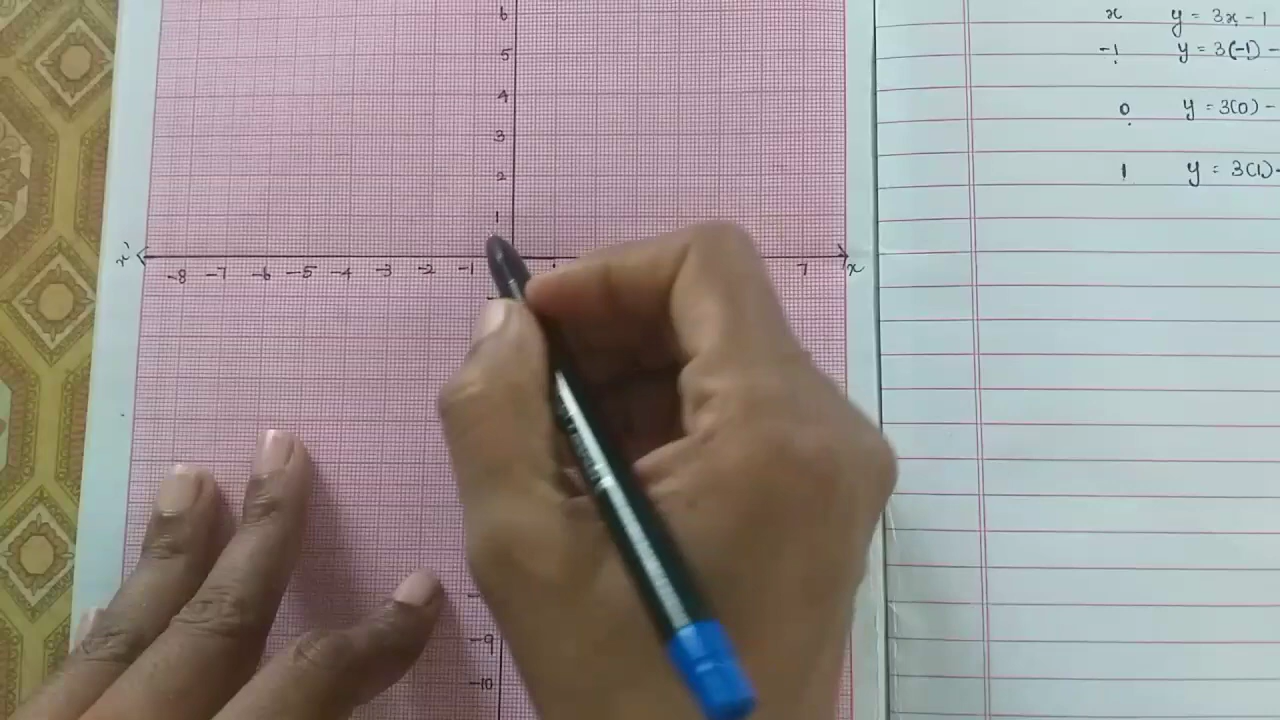 6
5
4
3
2
1
x' -8 -7 -6 -5 -4 -3 -2 -1 1 7 x
-9
-10
x y = 3x - 1
-1 y = 3(-1) -
0 y = 3(0) -
1 y = 3(1) -